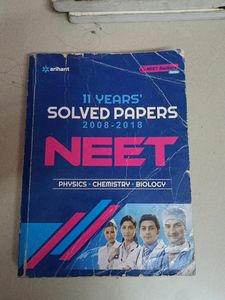 arihant
11 YEARS'
SOLVED PAPERS
2008-2018
NEET
PHYSICS • CHEMISTRY • BIOLOGY